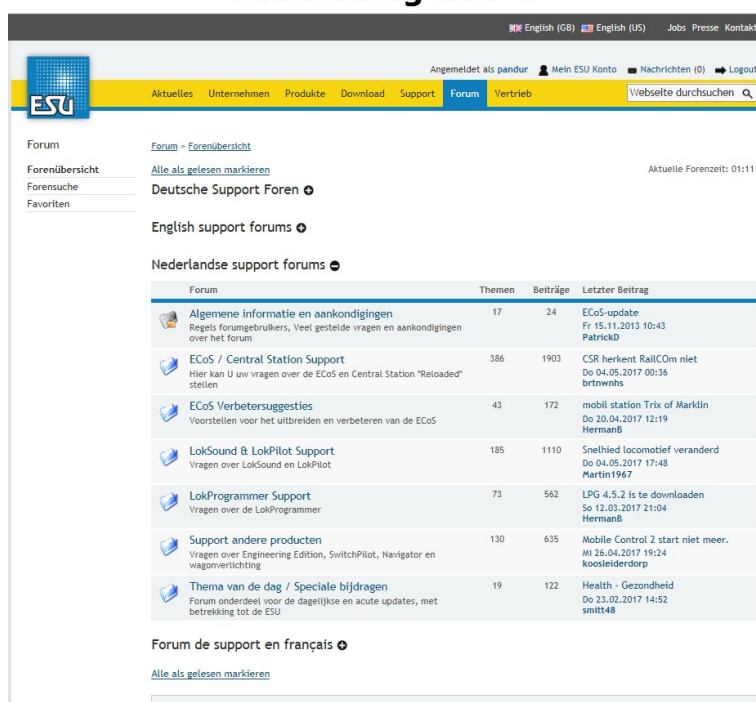 English (GB) English (US) Jobs Presse Kontakt
Angemeldet als pandur Mein ESU Konto Nachrichten (0) Logout
ESU
Aktuelles Unternehmen Produkte Download Support Forum Vertrieb Webseite durchsuchen
Forum
Forenübersicht
Forensuche
Favoriten
Forum » Forenübersicht
Alle als gelesen markieren
Aktuelle Forenzeit: 01:11
Deutsche Support Foren
English support forums
Nederlandse support forums
Forum Themen Beiträge Letzter Beitrag
Algemene informatie en aankondigingen 17 24 ECoS-update
Regels forumgebruikers, Veel gestelde vragen en aankondigingen Fr 15.11.2013 10:43
over het forum PatrickD
ECoS / Central Station Support 386 1903 CSR herkent RailCOm niet
Hier kan U uw vragen over de ECoS en Central Station "Reloaded" Do 04.05.2017 00:36
stellen brtnwnhs
ECoS Verbetersuggesties 43 172 mobil station Trix of Marklin
Voorstellen voor het uitbreiden en verbeteren van de ECoS Do 20.04.2017 12:19
HermanB
LokSound & LokPilot Support 185 1110 Snelhied locomotief veranderd
Vragen over LokSound en LokPilot Do 04.05.2017 17:48
Martin1967
LokProgrammer Support 73 562 LPG 4.5.2 is te downloaden
Vragen over de LokProgrammer So 12.03.2017 21:04
HermanB
Support andere producten 130 635 Mobile Control 2 start niet meer.
Vragen over Engineering Edition, SwitchPilot, Navigator en Mi 26.04.2017 19:24
wagonverlichting koosleiderdorp
Thema van de dag / Speciale bijdragen 19 122 Health - Gezondheid
Forum onderdeel voor de dagelijkse en acute updates, met Do 23.02.2017 14:52
betrekking tot de ESU smitt48
Forum de support en français
Alle als gelesen markieren